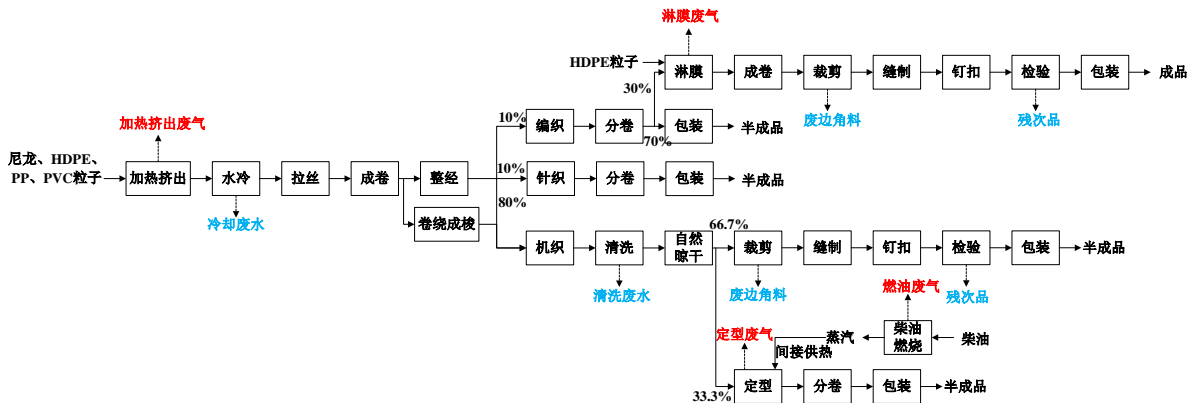 淋膜废气
HDPE粒子
淋膜
成卷
裁剪
缝制
钉扣
检验
包装
成品
30%
废边角料
残次品
加热挤出废气
10%
编织
分卷
70%
包装
半成品
尼龙、HDPE、
PP、PVC粒子
加热挤出
水冷
拉丝
成卷
整经
10%
针织
分卷
包装
半成品
冷却废水
卷绕成梭
80%
机织
清洗
自然
晾干
66.7%
裁剪
缝制
钉扣
检验
包装
半成品
清洗废水
废边角料
燃油废气
残次品
定型废气
蒸汽
柴油
燃烧
柴油
间接供热
33.3%
定型
分卷
包装
半成品